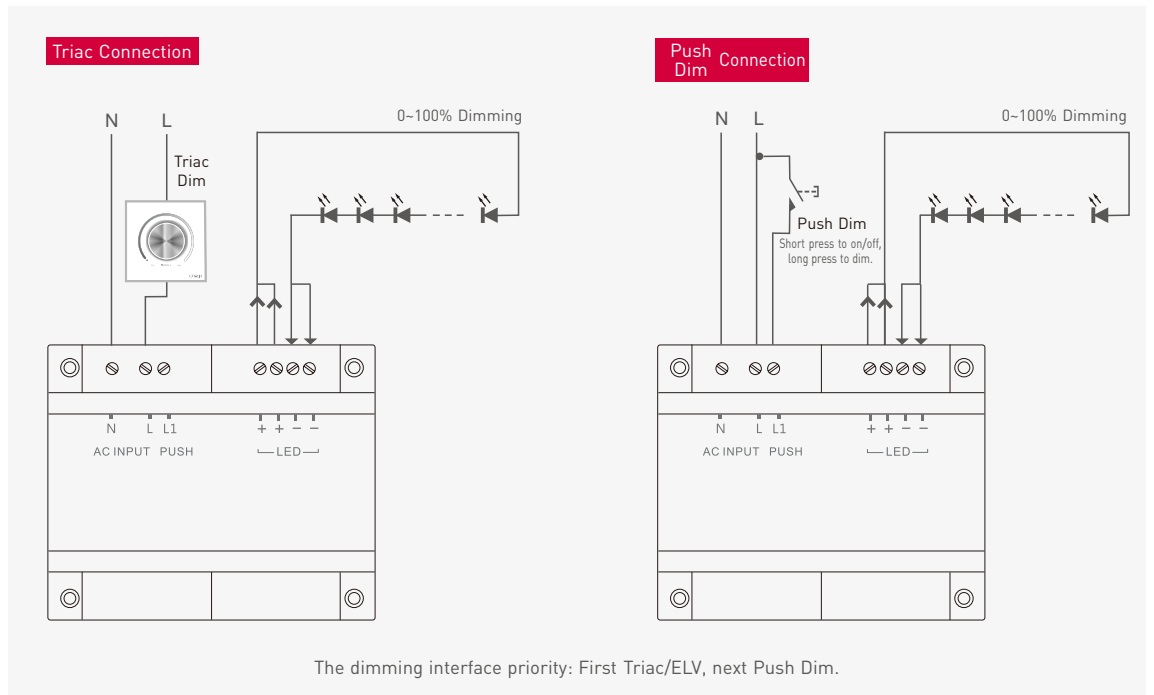 Triac Connection
N L
Triac
Dim
0~100% Dimming
N L L1
AC INPUT PUSH
+ + − −
LED
Push
Dim
Connection
N L
0~100% Dimming
Push Dim
Short press to on/off,
long press to dim.
N L L1
AC INPUT PUSH
+ + − −
LED
The dimming interface priority: First Triac/ELV, next Push Dim.